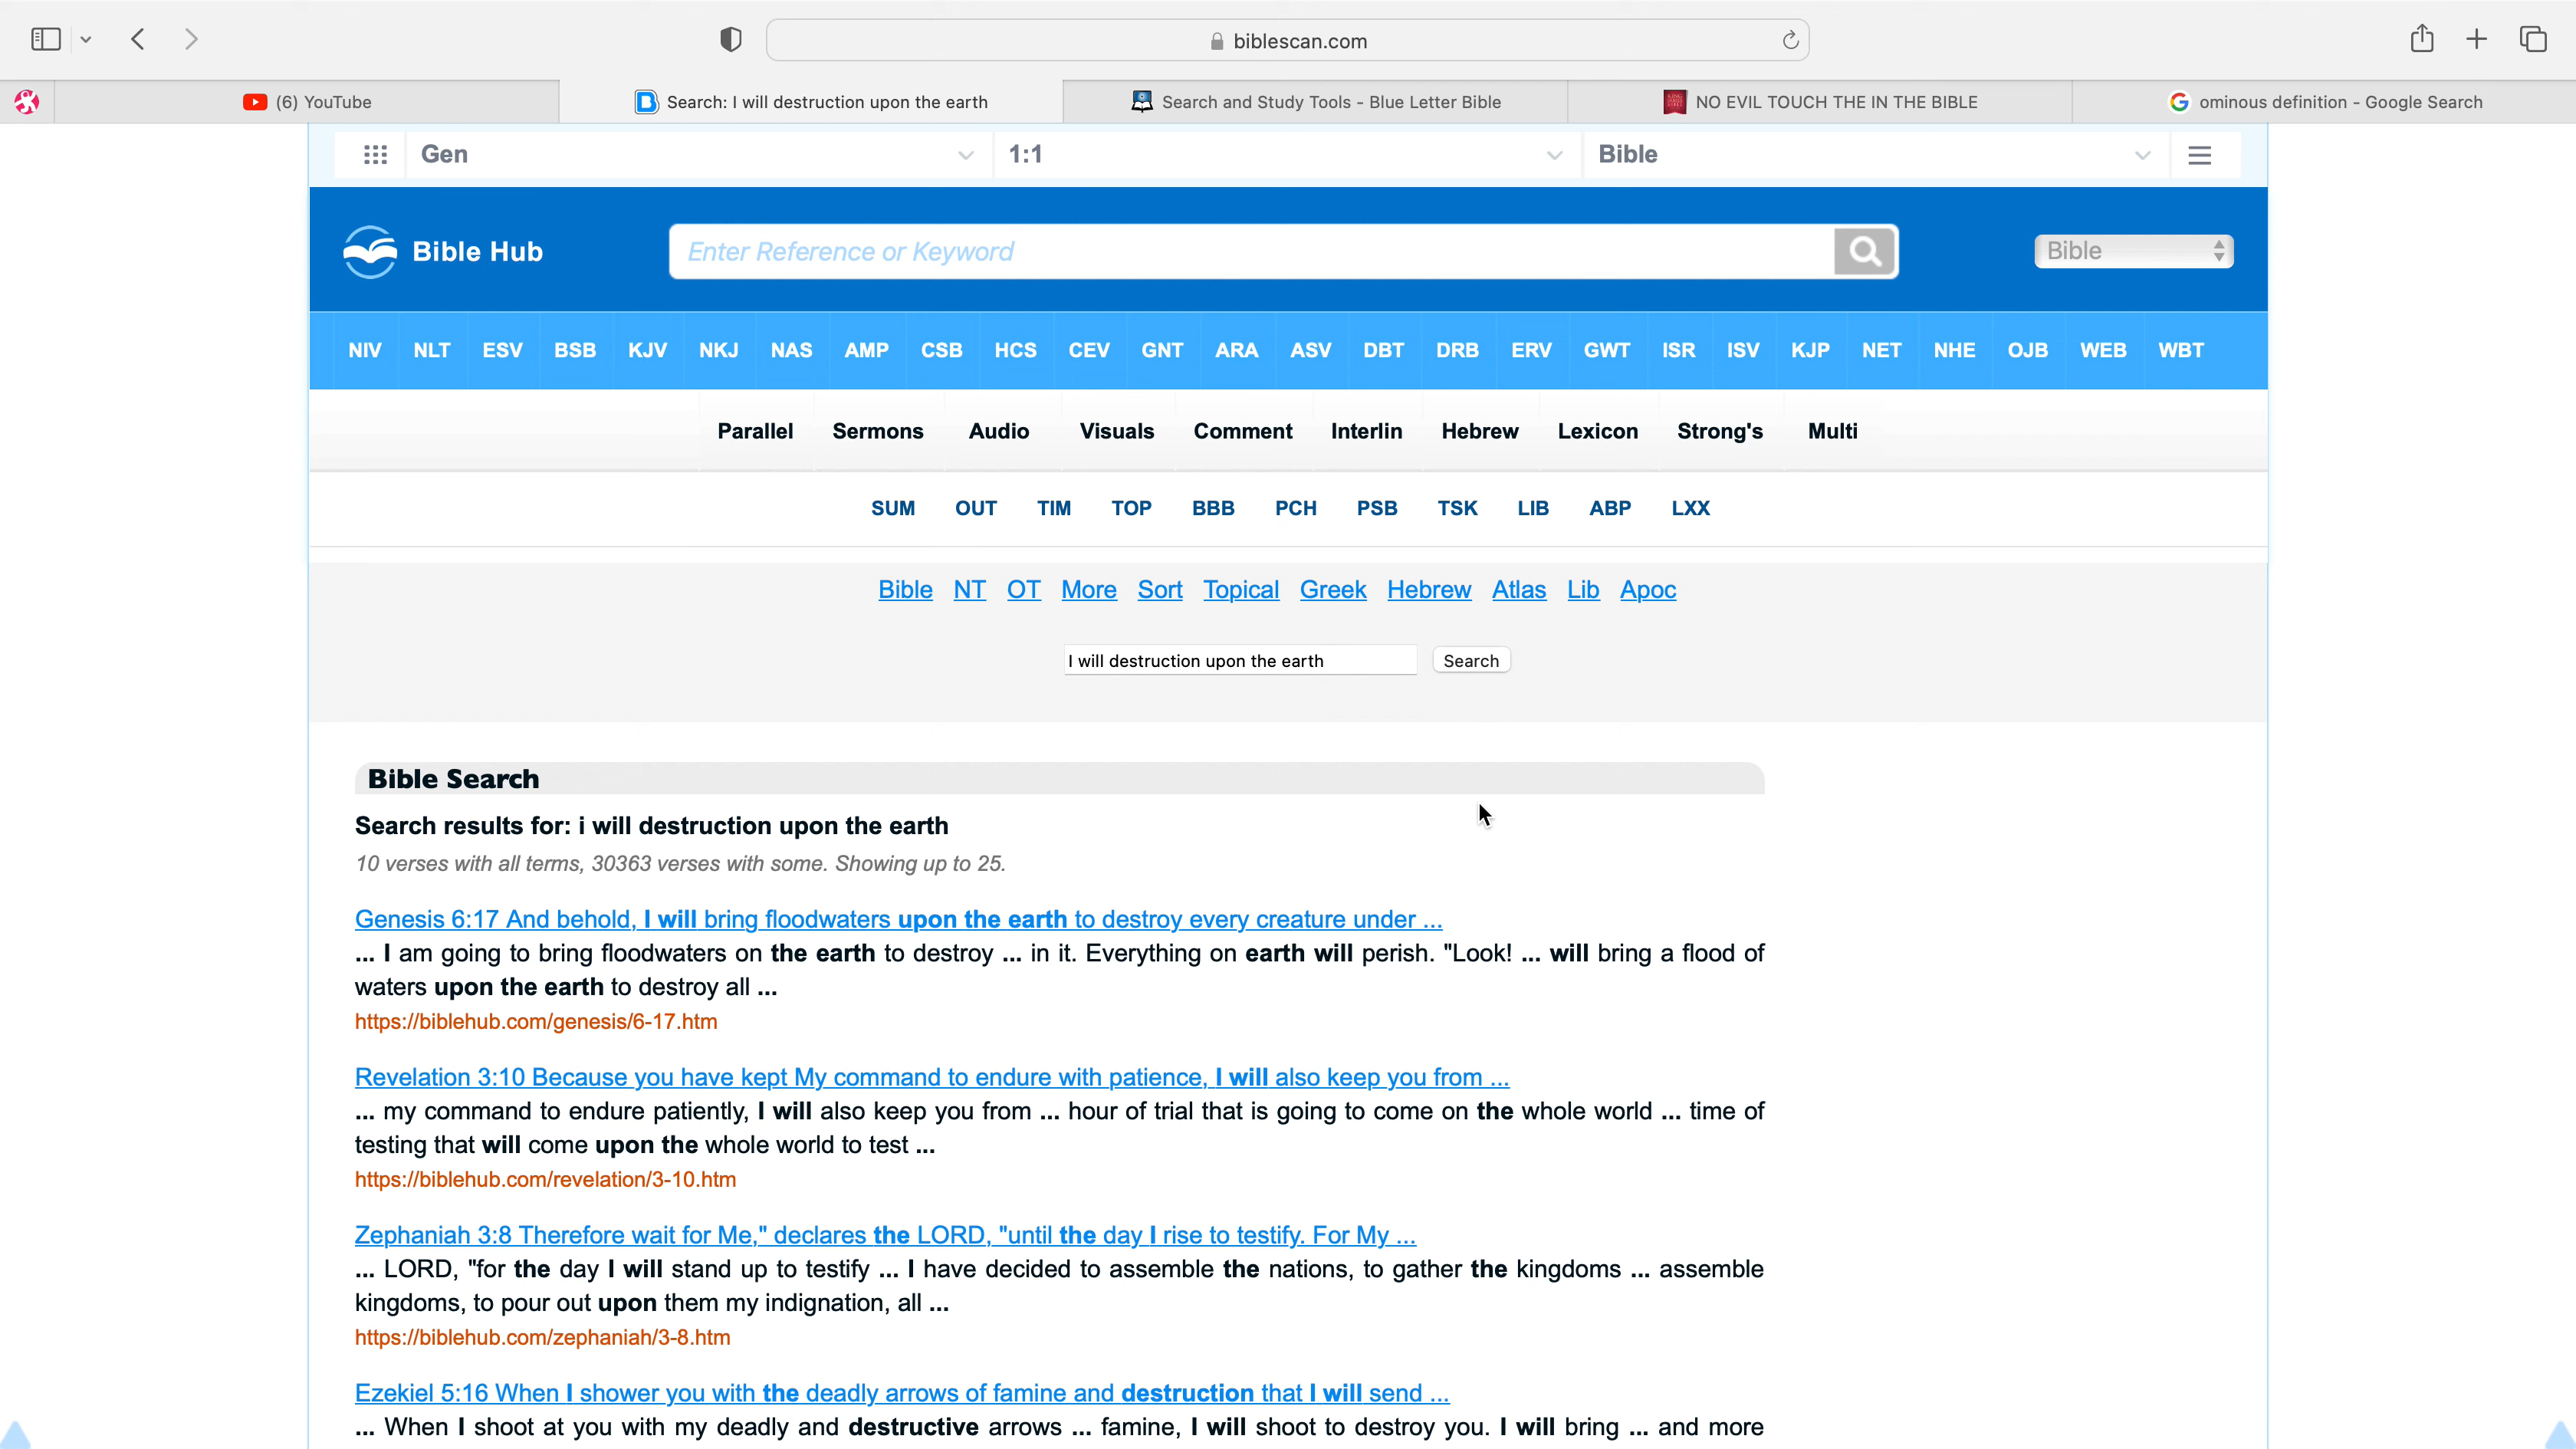 biblescan.com
(6) YouTube
Search: I will destruction upon the earth
Search and Study Tools - Blue Letter Bible
NO EVIL TOUCH THE IN THE BIBLE
ominous definition - Google Search
Gen 1:1 Bible
Bible Hub Enter Reference or Keyword Bible
NIV NLT ESV BSB KJV NKJ NAS AMP CSB HCS CEV GNT ARA ASV DBT DRB ERV GWT ISR ISV KJP NET NHE OJB WEB WBT
Parallel Sermons Audio Visuals Comment Interlin Hebrew Lexicon Strong's Multi
SUM OUT TIM TOP BBB PCH PSB TSK LIB ABP LXX
Bible NT OT More Sort Topical Greek Hebrew Atlas Lib Apoc
I will destruction upon the earth Search
Bible Search
Search results for: i will destruction upon the earth
10 verses with all terms, 30363 verses with some. Showing up to 25.
Genesis 6:17 And behold, I will bring floodwaters upon the earth to destroy every creature under ...
... I am going to bring floodwaters on the earth to destroy ... in it. Everything on earth will perish. "Look! ... will bring a flood of
waters upon the earth to destroy all ...
https://biblehub.com/genesis/6-17.htm
Revelation 3:10 Because you have kept My command to endure with patience, I will also keep you from ...
... my command to endure patiently, I will also keep you from ... hour of trial that is going to come on the whole world ... time of
testing that will come upon the whole world to test ...
https://biblehub.com/revelation/3-10.htm
Zephaniah 3:8 Therefore wait for Me," declares the LORD, "until the day I rise to testify. For My ...
... LORD, "for the day I will stand up to testify ... I have decided to assemble the nations, to gather the kingdoms ... assemble
kingdoms, to pour out upon them my indignation, all ...
https://biblehub.com/zephaniah/3-8.htm
Ezekiel 5:16 When I shower you with the deadly arrows of famine and destruction that I will send ...
... When I shoot at you with my deadly and destructive arrows ... famine, I will shoot to destroy you. I will bring ... and more